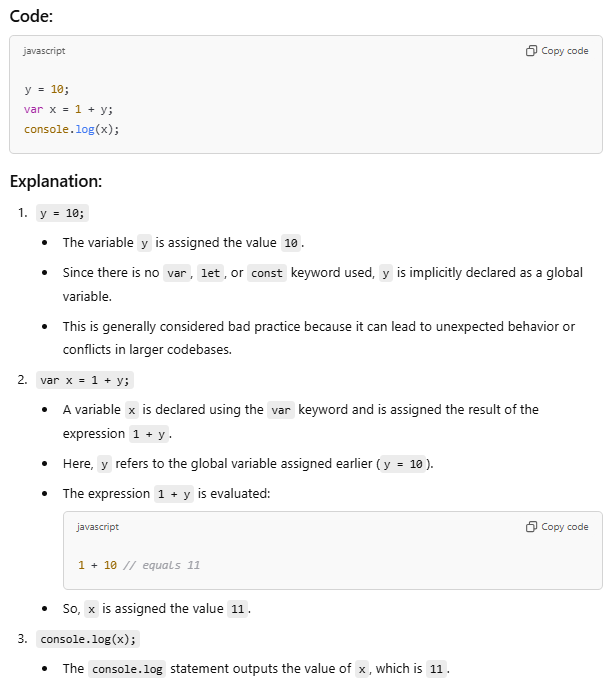 Code:
javascript
Copy code
y = 10;
var x = 1 + y;
console.log(x);
Explanation:
1. y = 10;
• The variable y is assigned the value 10.
• Since there is no var, let, or const keyword used, y is implicitly declared as a global
variable.
• This is generally considered bad practice because it can lead to unexpected behavior or
conflicts in larger codebases.
2. var x = 1 + y;
• A variable x is declared using the var keyword and is assigned the result of the
expression 1 + y.
• Here, y refers to the global variable assigned earlier (y = 10).
• The expression 1 + y is evaluated:
javascript
Copy code
1 + 10 // equals 11
• So, x is assigned the value 11.
3. console.log(x);
• The console.log statement outputs the value of x, which is 11.